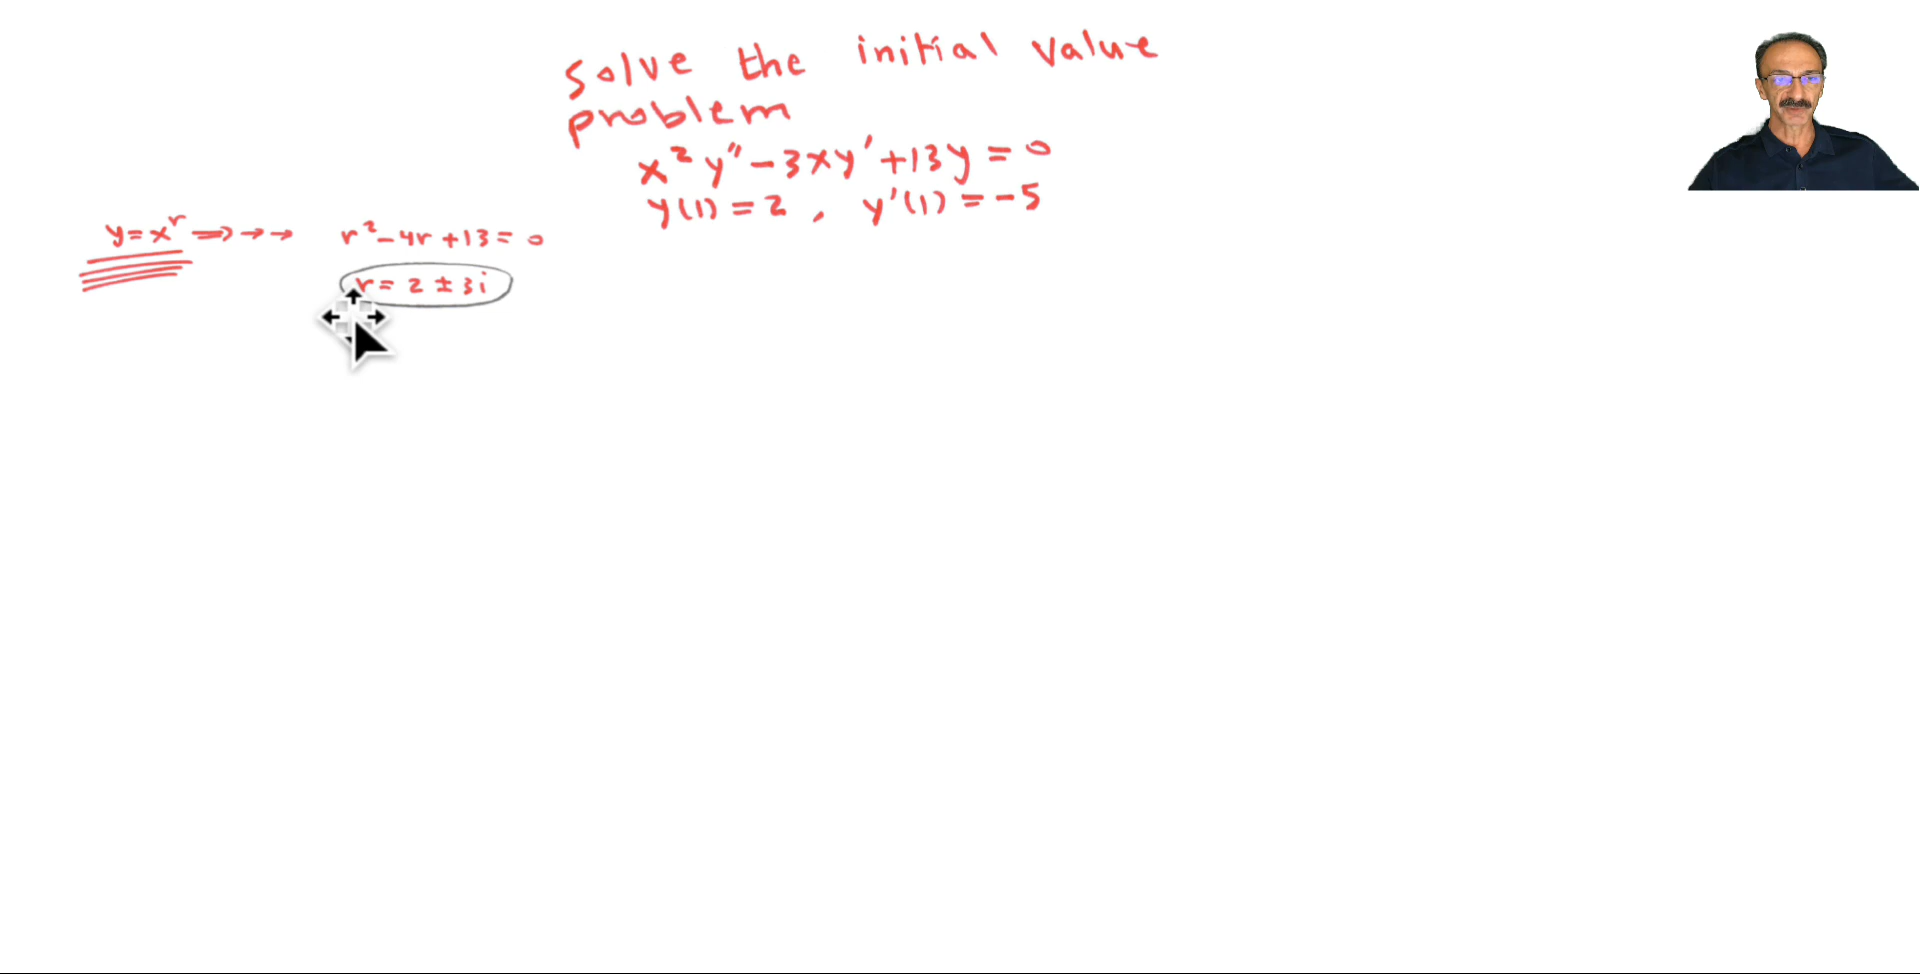 Solve the initial value
problem
x²y″ − 3xy′ + 13y = 0
y(1) = 2 , y′(1) = −5
y = x^r ⇒ → → r² − 4r + 13 = 0
r = 2 ± 3i